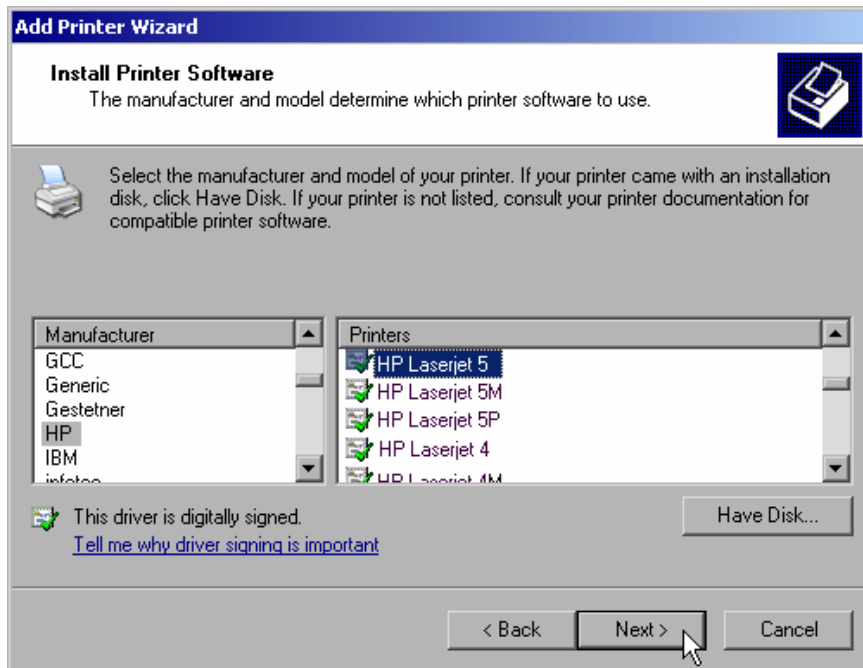 Add Printer Wizard
Install Printer Software
The manufacturer and model determine which printer software to use.
Select the manufacturer and model of your printer. If your printer came with an installation
disk, click Have Disk. If your printer is not listed, consult your printer documentation for
compatible printer software.
Manufacturer
GCC
Generic
Gestetner
HP
IBM
Printers
HP Laserjet 5
HP Laserjet 5M
HP Laserjet 5P
HP Laserjet 4
HP Laserjet 4M
This driver is digitally signed.
Tell me why driver signing is important
Have Disk...
< Back
Next >
Cancel